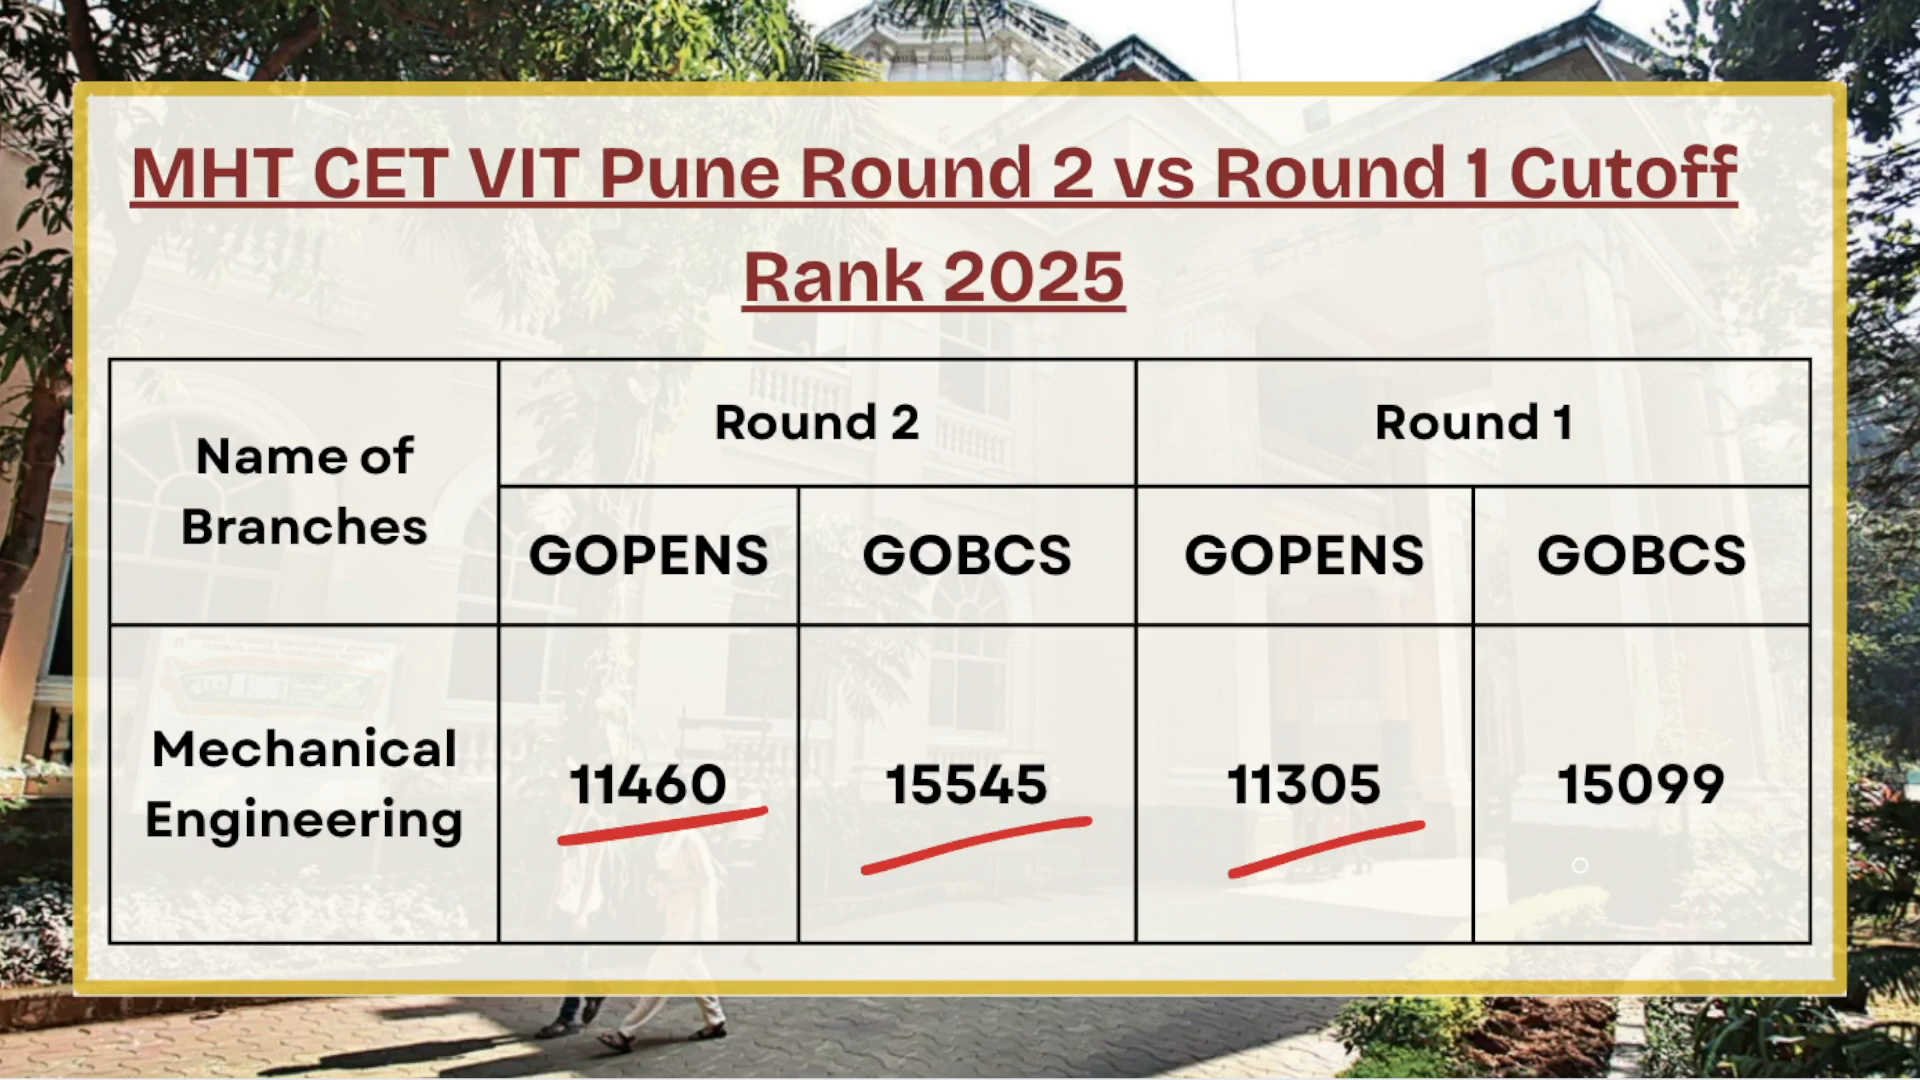 MHT CET VIT Pune Round 2 vs Round 1 Cutoff
Rank 2025
Name of
Branches
Round 2
Round 1
GOPENS
GOBCS
GOPENS
GOBCS
Mechanical
Engineering
11460
15545
11305
15099